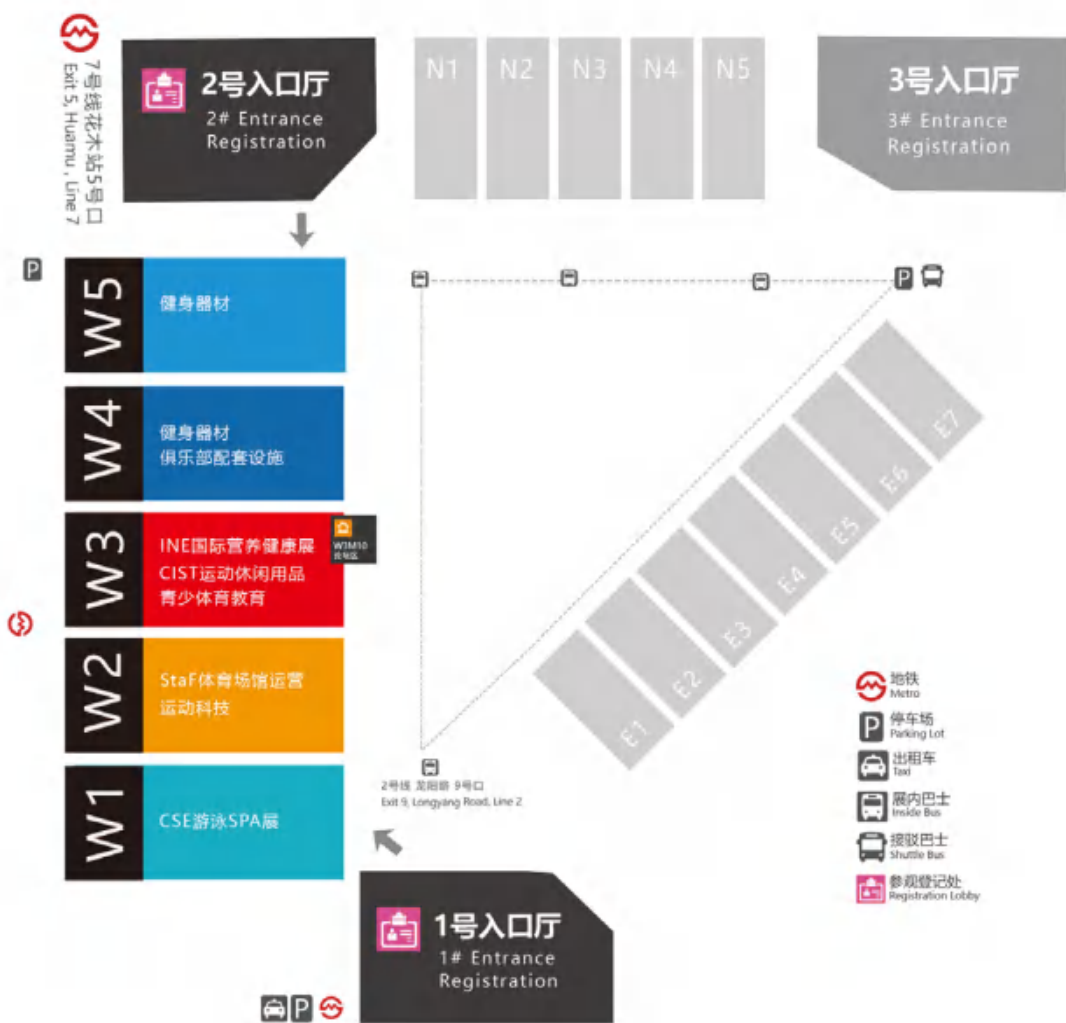 7号线花木站5号口
Exit 5, Huamu , Line 7
2号入口厅
2# Entrance
Registration
N1
N2
N3
N4
N5
3号入口厅
3# Entrance
Registration
P
W5
健身器材
P
W4
健身器材
俱乐部配套设施
W3
INE国际营养健康展
CIST运动休闲用品
青少体育教育
W3M10
W2
StaF体育场馆运营
运动科技
W1
CSE游泳SPA展
E7
E6
E5
E4
E3
E2
E1
2号线 龙阳路 9号口
Exit 9, Longyang Road, Line 2
地铁
Metro
P
停车场
Parking Lot
出租车
Taxi
展内巴士
Inside Bus
接驳巴士
Shuttle Bus
参观登记处
Registration Lobby
1号入口厅
1# Entrance
Registration
P